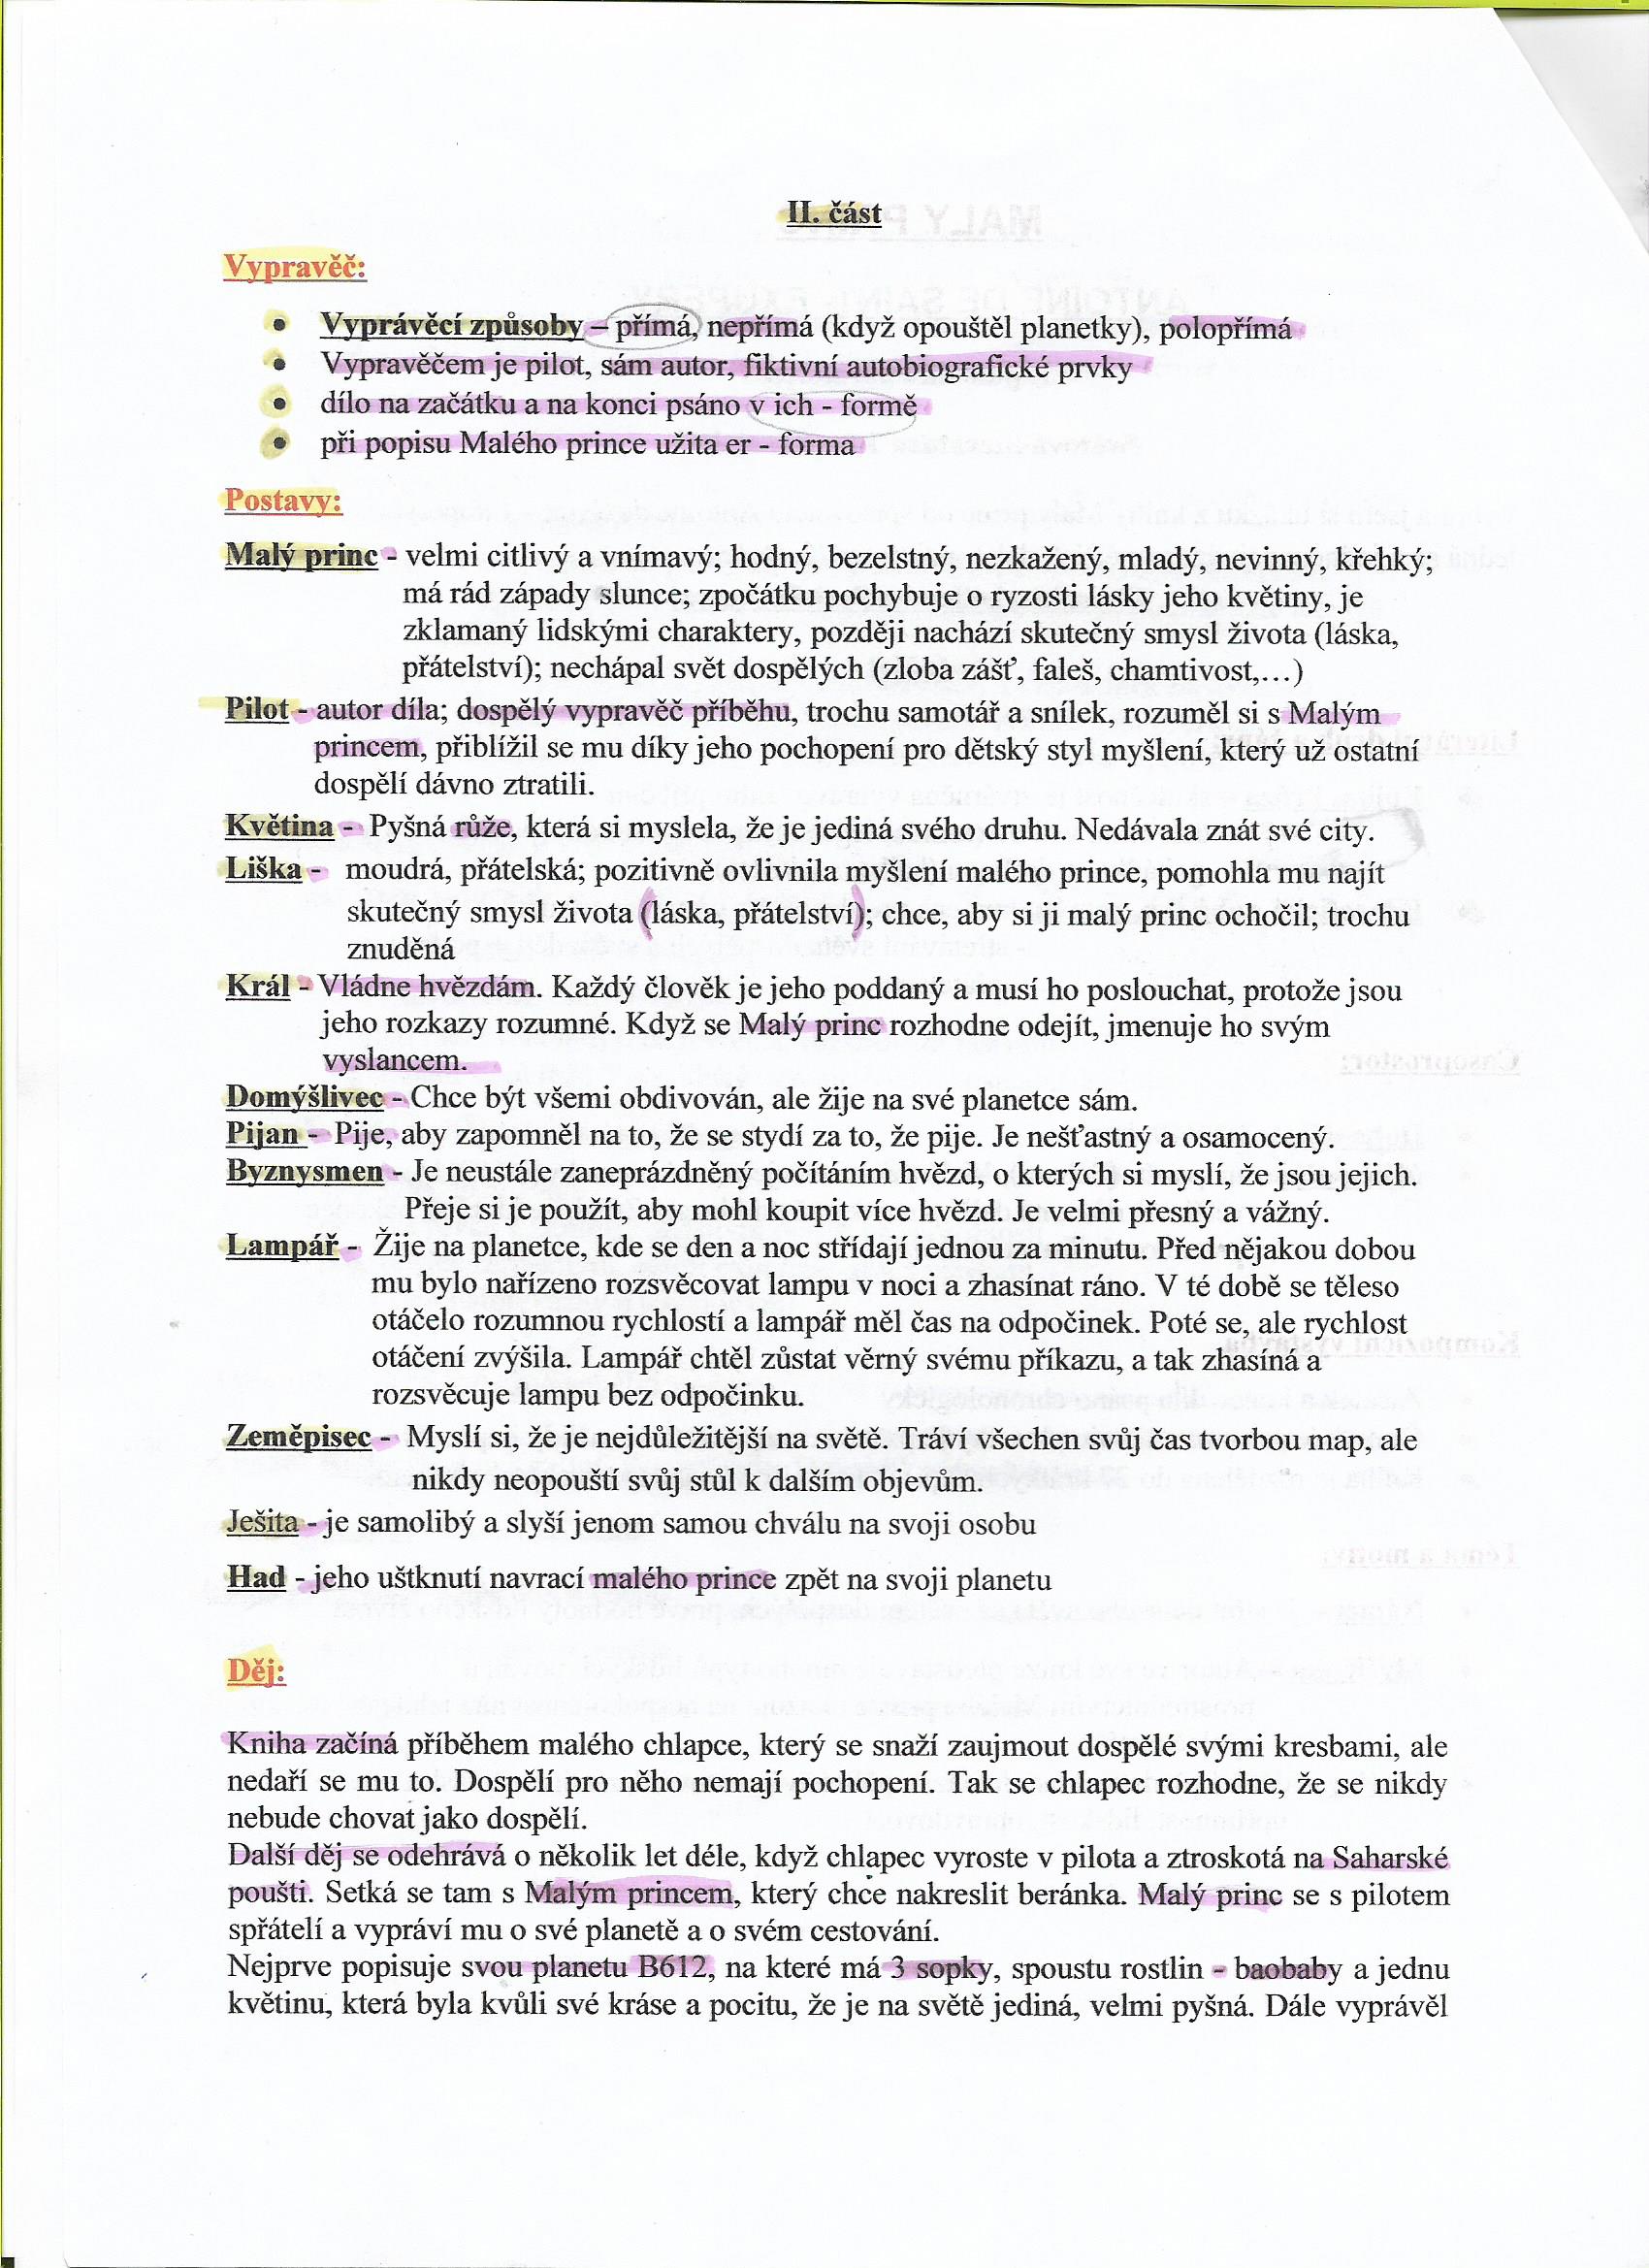 II. část
Vypravěč:
• Vyprávěcí způsoby – přímá, nepřímá (když opouštěl planetky), polopřímá
• Vypravěčem je pilot, sám autor, fiktivní autobiografické prvky
• dílo na začátku a na konci psáno v ich - formě
• při popisu Malého prince užita er - forma
Postavy:
Malý princ - velmi citlivý a vnímavý; hodný, bezelstný, nezkažený, mladý, nevinný, křehký;
má rád západy slunce; zpočátku pochybuje o ryzosti lásky jeho květiny, je
zklamaný lidskými charaktery, později nachází skutečný smysl života (láska,
přátelství); nechápal svět dospělých (zloba zášť, faleš, chamtivost,…)
Pilot - autor díla; dospělý vypravěč příběhu, trochu samotář a snílek, rozuměl si s Malým
princem, přiblížil se mu díky jeho pochopení pro dětský styl myšlení, který už ostatní
dospělí dávno ztratili.
Květina - Pyšná růže, která si myslela, že je jediná svého druhu. Nedávala znát své city.
Liška - moudrá, přátelská; pozitivně ovlivnila myšlení malého prince, pomohla mu najít
skutečný smysl života (láska, přátelství); chce, aby si ji malý princ ochočil; trochu
znuděná
Král - Vládne hvězdám. Každý člověk je jeho poddaný a musí ho poslouchat, protože jsou
jeho rozkazy rozumné. Když se Malý princ rozhodne odejít, jmenuje ho svým
vyslancem.
Domýšlivec - Chce být všemi obdivován, ale žije na své planetce sám.
Pijan - Pije, aby zapomněl na to, že se stydí za to, že pije. Je nešťastný a osamocený.
Byznysmen - Je neustále zaneprázdněný počítáním hvězd, o kterých si myslí, že jsou jejich.
Přeje si je použít, aby mohl koupit více hvězd. Je velmi přesný a vážný.
Lampář - Žije na planetce, kde se den a noc střídají jednou za minutu. Před nějakou dobou
mu bylo nařízeno rozsvěcovat lampu v noci a zhasínat ráno. V té době se těleso
otáčelo rozumnou rychlostí a lampář měl čas na odpočinek. Poté se, ale rychlost
otáčení zvýšila. Lampář chtěl zůstat věrný svému příkazu, a tak zhasíná a
rozsvěcuje lampu bez odpočinku.
Zeměpisec - Myslí si, že je nejdůležitější na světě. Tráví všechen svůj čas tvorbou map, ale
nikdy neopouští svůj stůl k dalším objevům.
Ješita - je samolibý a slyší jenom samou chválu na svoji osobu
Had - jeho uštknutí navrací malého prince zpět na svoji planetu
Děj:
Kniha začíná příběhem malého chlapce, který se snaží zaujmout dospělé svými kresbami, ale
nedaří se mu to. Dospělí pro něho nemají pochopení. Tak se chlapec rozhodne, že se nikdy
nebude chovat jako dospělí.
Další děj se odehrává o několik let déle, když chlapec vyroste v pilota a ztroskotá na Saharské
poušti. Setká se tam s Malým princem, který chce nakreslit beránka. Malý princ se s pilotem
spřátelí a vypráví mu o své planetě a o svém cestování.
Nejprve popisuje svou planetu B612, na které má 3 sopky, spoustu rostlin - baobaby a jednu
květinu, která byla kvůli své kráse a pocitu, že je na světě jediná, velmi pyšná. Dále vyprávěl